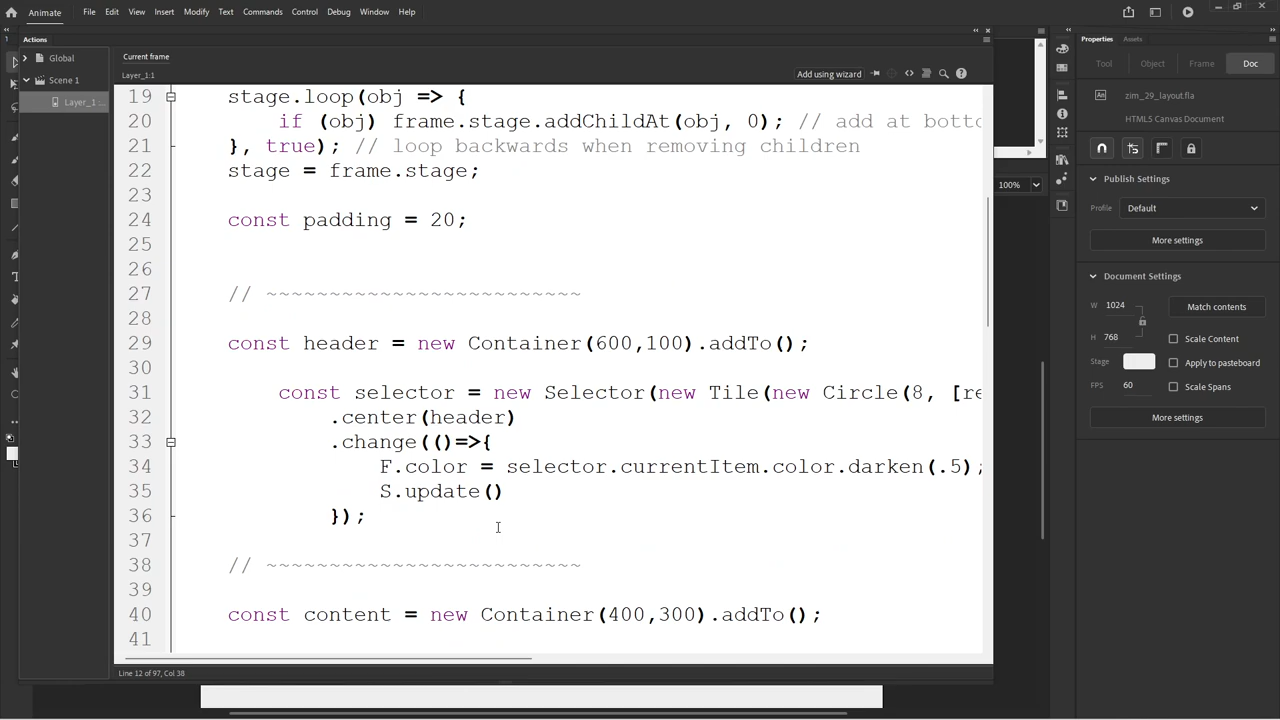 Animate File Edit View Insert Modify Text Commands Control Debug Window Help
Actions
Global
Scene 1
Layer_1 :...
Current frame
Layer_1:1
Add using wizard
19 stage.loop(obj => {
20 if (obj) frame.stage.addChildAt(obj, 0); // add at botto
21 }, true); // loop backwards when removing children
22 stage = frame.stage;
23
24 const padding = 20;
25
26
27 // ~~~~~~~~~~~~~~~~~~~~~~~~~
28
29 const header = new Container(600,100).addTo();
30
31 const selector = new Selector(new Tile(new Circle(8, [re
32 .center(header)
33 .change(()=>{
34 F.color = selector.currentItem.color.darken(.5);
35 S.update()
36 });
37
38 // ~~~~~~~~~~~~~~~~~~~~~~~~~
39
40 const content = new Container(400,300).addTo();
41
Line 12 of 97, Col 38
100%
Properties Assets
Tool Object Frame Doc
An zim_29_layout.fla
HTML5 Canvas Document
Publish Settings
Profile Default
More settings
Document Settings
W 1024 Match contents
H 768 Scale Content
Stage Apply to pasteboard
FPS 60 Scale Spans
More settings